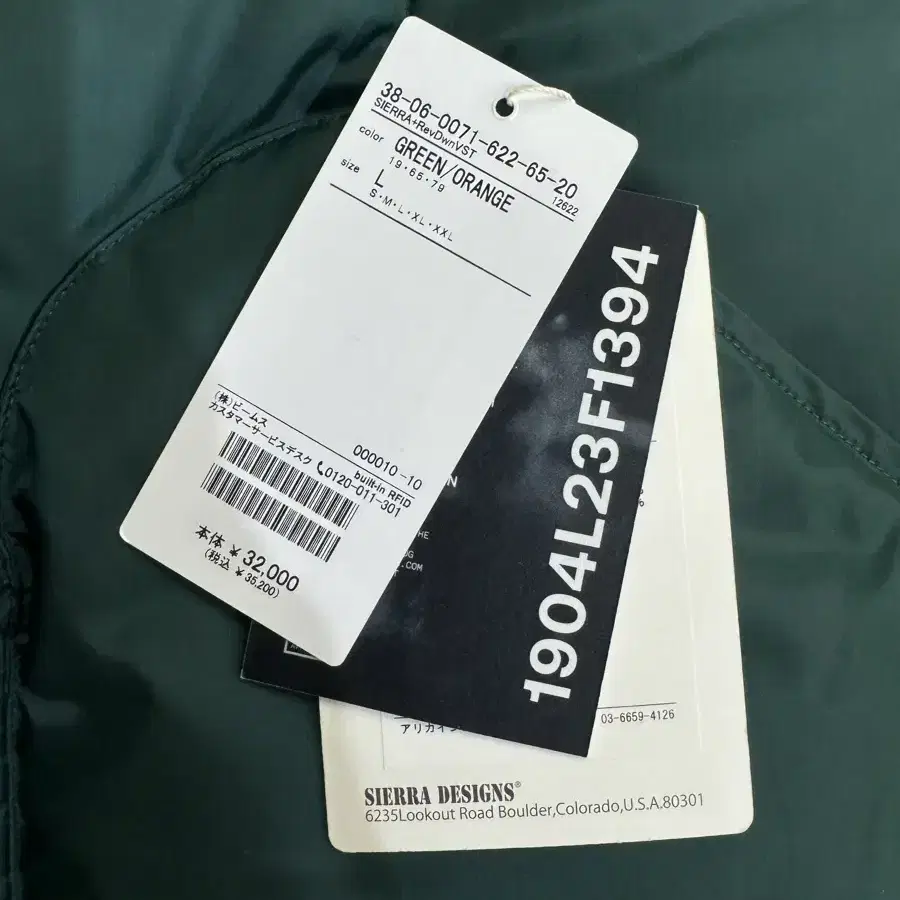 38-06-0071-622-65-20
SIERRA+RevDwnVST 12622
color GREEN/ORANGE
19・65・79
size L
S・M・L・XL・XXL
(株)ビームス 000010 -10
カスタマーサービスデスク 0120-011-301
built-in RFID
本体 ¥ 32,000
(税込 ¥ 35,200)
1904L23F1394
.COM
03-6659-4126
SIERRA DESIGNS®
6235Lookout Road Boulder,Colorado,U.S.A.80301